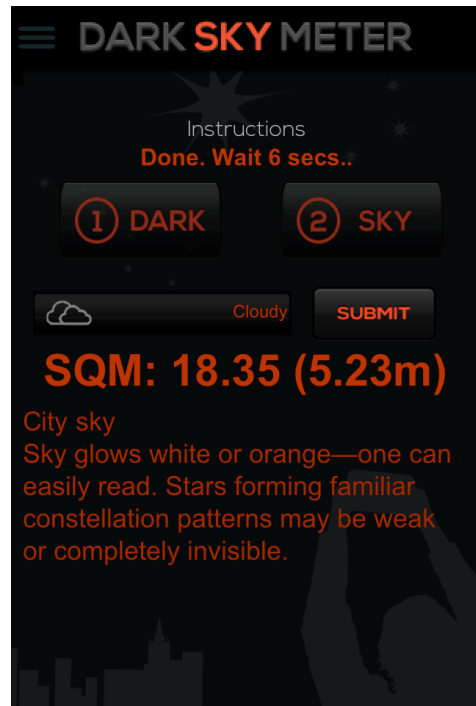 DARK SKY METER
Instructions
Done. Wait 6 secs..
1 DARK
2 SKY
Cloudy
SUBMIT
SQM: 18.35 (5.23m)
City sky
Sky glows white or orange—one can
easily read. Stars forming familiar
constellation patterns may be weak
or completely invisible.